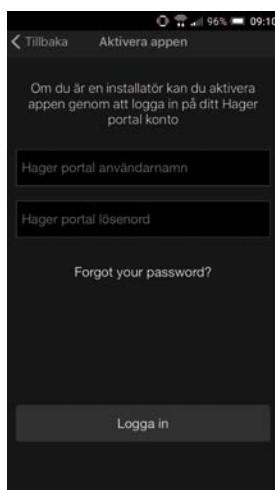 96% 09:10
Tillbaka Aktivera appen
Om du är en installatör kan du aktivera
appen genom att logga in på ditt Hager
portal konto
Hager portal användarnamn
Hager portal lösenord
Forgot your password?
Logga in